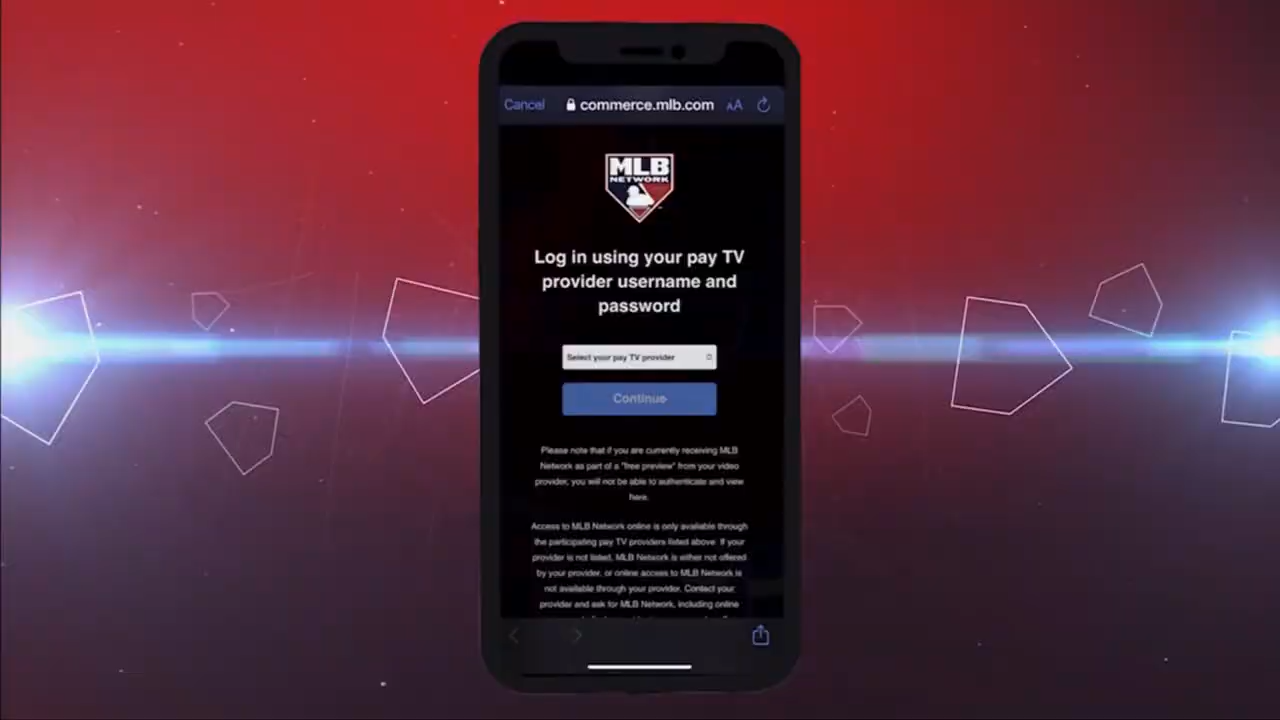 Cancel commerce.mlb.com AA
MLB
NETWORK
Log in using your pay TV
provider username and
password
Select your pay TV provider
Continue
Please note that if you are currently receiving MLB
Network as part of a "free preview" from your video
provider, you will not be able to authenticate and view
here.
Access to MLB Network online is only available through
the participating pay TV providers listed above. If your
provider is not listed, MLB Network is either not offered
by your provider, or online access to MLB Network is
not available through your provider. Contact your
provider and ask for MLB Network, including online